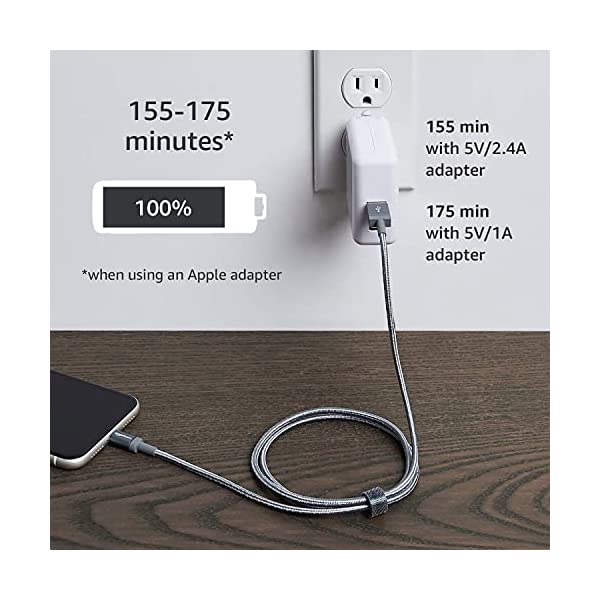 155-175
minutes*
100%
*when using an Apple adapter
155 min
with 5V/2.4A
adapter
175 min
with 5V/1A
adapter